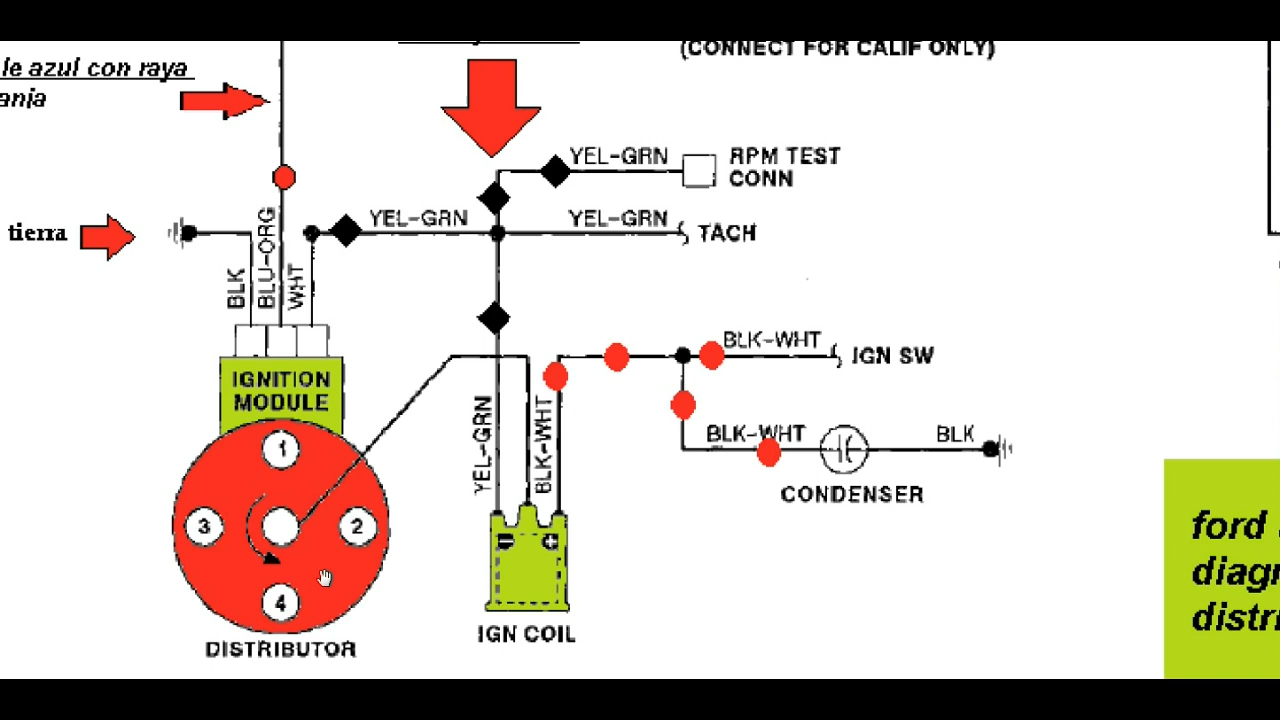 (CONNECT FOR CALIF ONLY)
le azul con raya
anja
YEL-GRN
RPM TEST
CONN
tierra
YEL-GRN
YEL-GRN
TACH
BLK
BLU-ORG
WHT
BLK-WHT
IGN SW
IGNITION
MODULE
YEL-GRN
BLK-WHT
BLK-WHT
BLK
CONDENSER
1
3
2
4
DISTRIBUTOR
IGN COIL
ford
diagr
distri